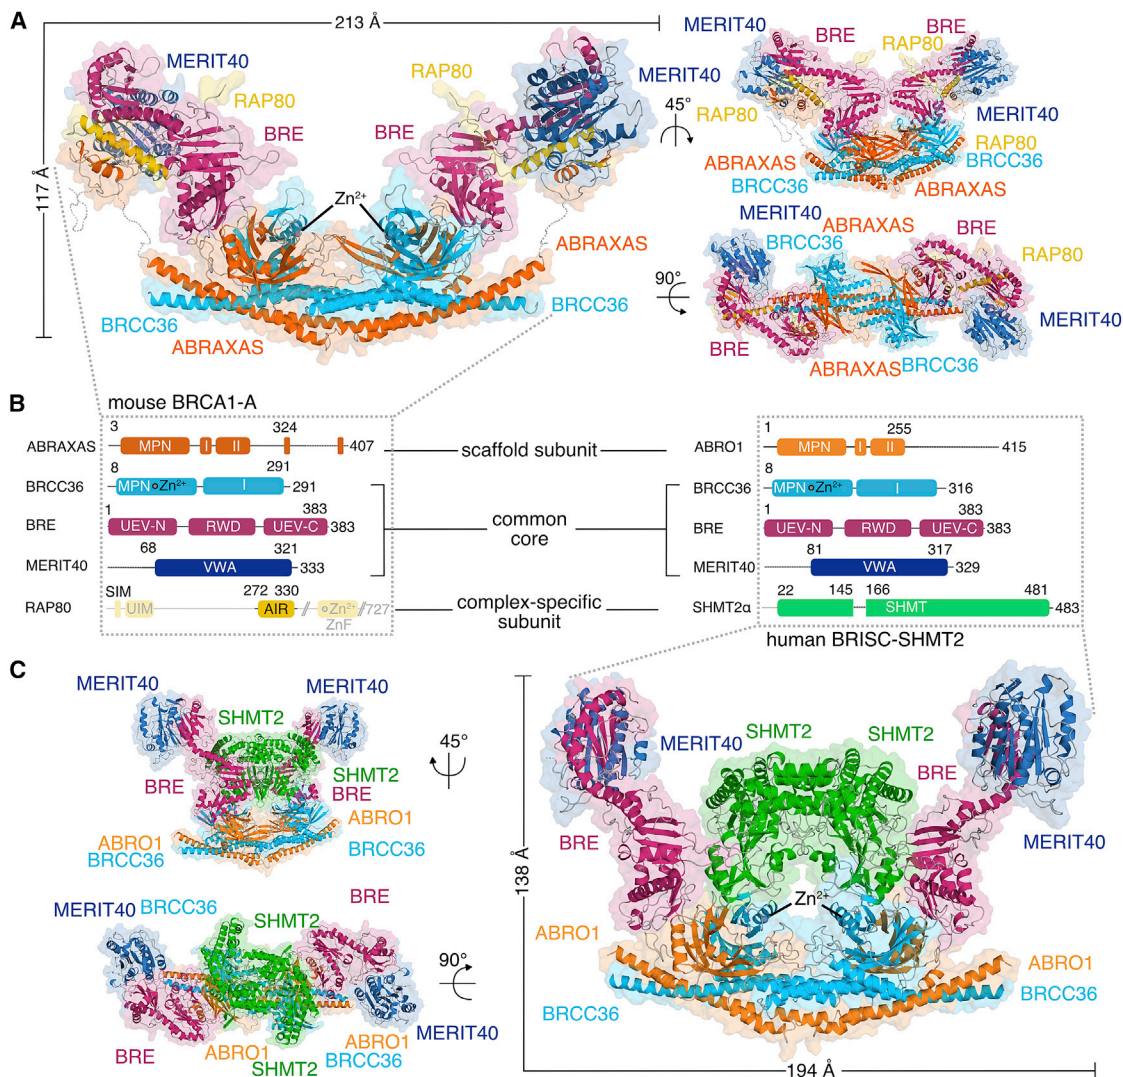 A
213 Å
117 Å
MERIT40
RAP80
BRE
RAP80
BRE
MERIT40
Zn²⁺
ABRAXAS
BRCC36
BRCC36
ABRAXAS
45°
BRE
RAP80
BRE
MERIT40
RAP80
MERIT40
RAP80
BRCC36
ABRAXAS
BRCC36
ABRAXAS
90°
MERIT40
BRCC36
ABRAXAS
BRE
RAP80
MERIT40
BRE
BRCC36
ABRAXAS
B
mouse BRCA1-A
3 324
ABRAXAS MPN I II 407
8 291
BRCC36 MPN Zn²⁺ I 291
1 383
BRE UEV-N RWD UEV-C 383
68 321
MERIT40 VWA 333
SIM 272 330
RAP80 UIM AIR // Zn²⁺ // 727
ZnF
scaffold subunit
common
core
complex-specific
subunit
1 255
ABRO1 MPN I II 415
8
BRCC36 MPN Zn²⁺ I 316
1 383
BRE UEV-N RWD UEV-C 383
81 317
MERIT40 VWA 329
22 145 166 481
SHMT2α SHMT 483
human BRISC-SHMT2
C
MERIT40
MERIT40
SHMT2
BRE
SHMT2
BRE
ABRO1
ABRO1
BRCC36
BRCC36
45°
MERIT40
BRCC36
SHMT2
BRE
BRE
ABRO1
SHMT2
ABRO1
BRCC36
MERIT40
90°
138 Å
194 Å
MERIT40
SHMT2
SHMT2
BRE
BRE
MERIT40
Zn²⁺
ABRO1
BRCC36
ABRO1
BRCC36